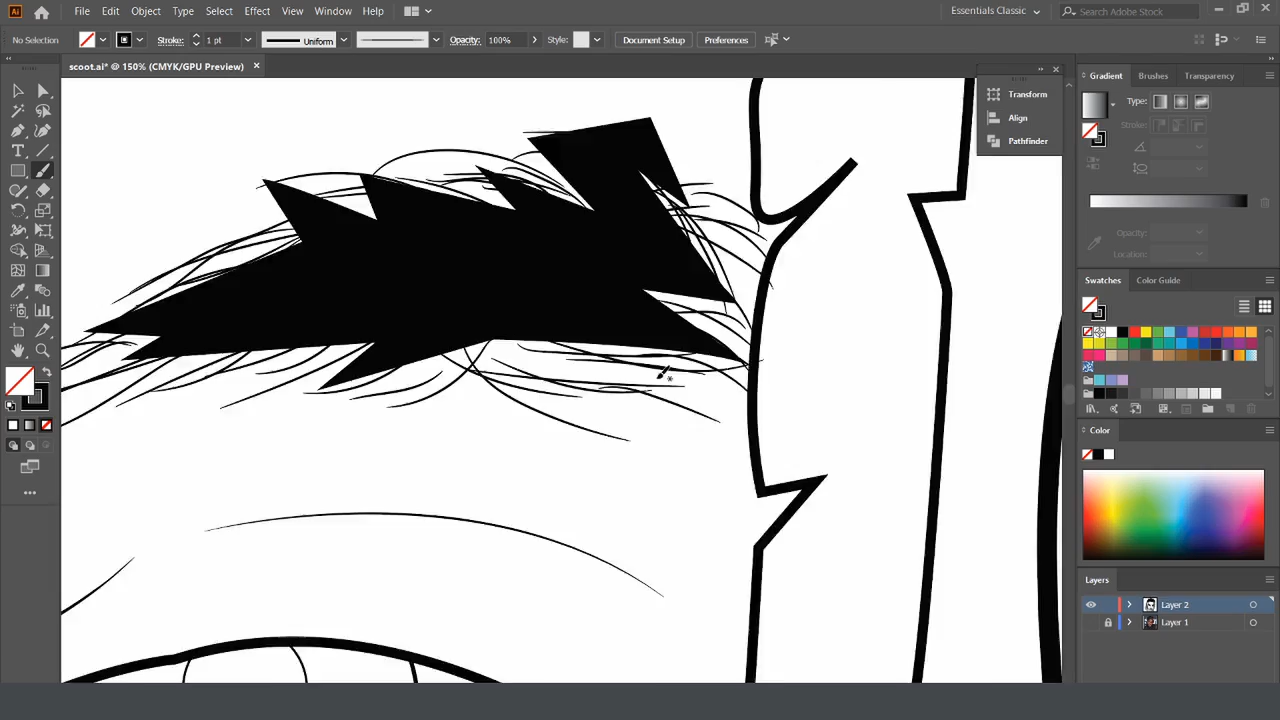 Ai File Edit Object Type Select Effect View Window Help Essentials Classic Search Adobe Stock
No Selection Stroke: 1 pt Uniform Opacity: 100% Style: Document Setup Preferences
scoot.ai* @ 150% (CMYK/GPU Preview)
Transform
Align
Pathfinder
Gradient Brushes Transparency
Type:
Stroke:
Opacity:
Location:
Swatches Color Guide
Color
Layers
Layer 2
Layer 1